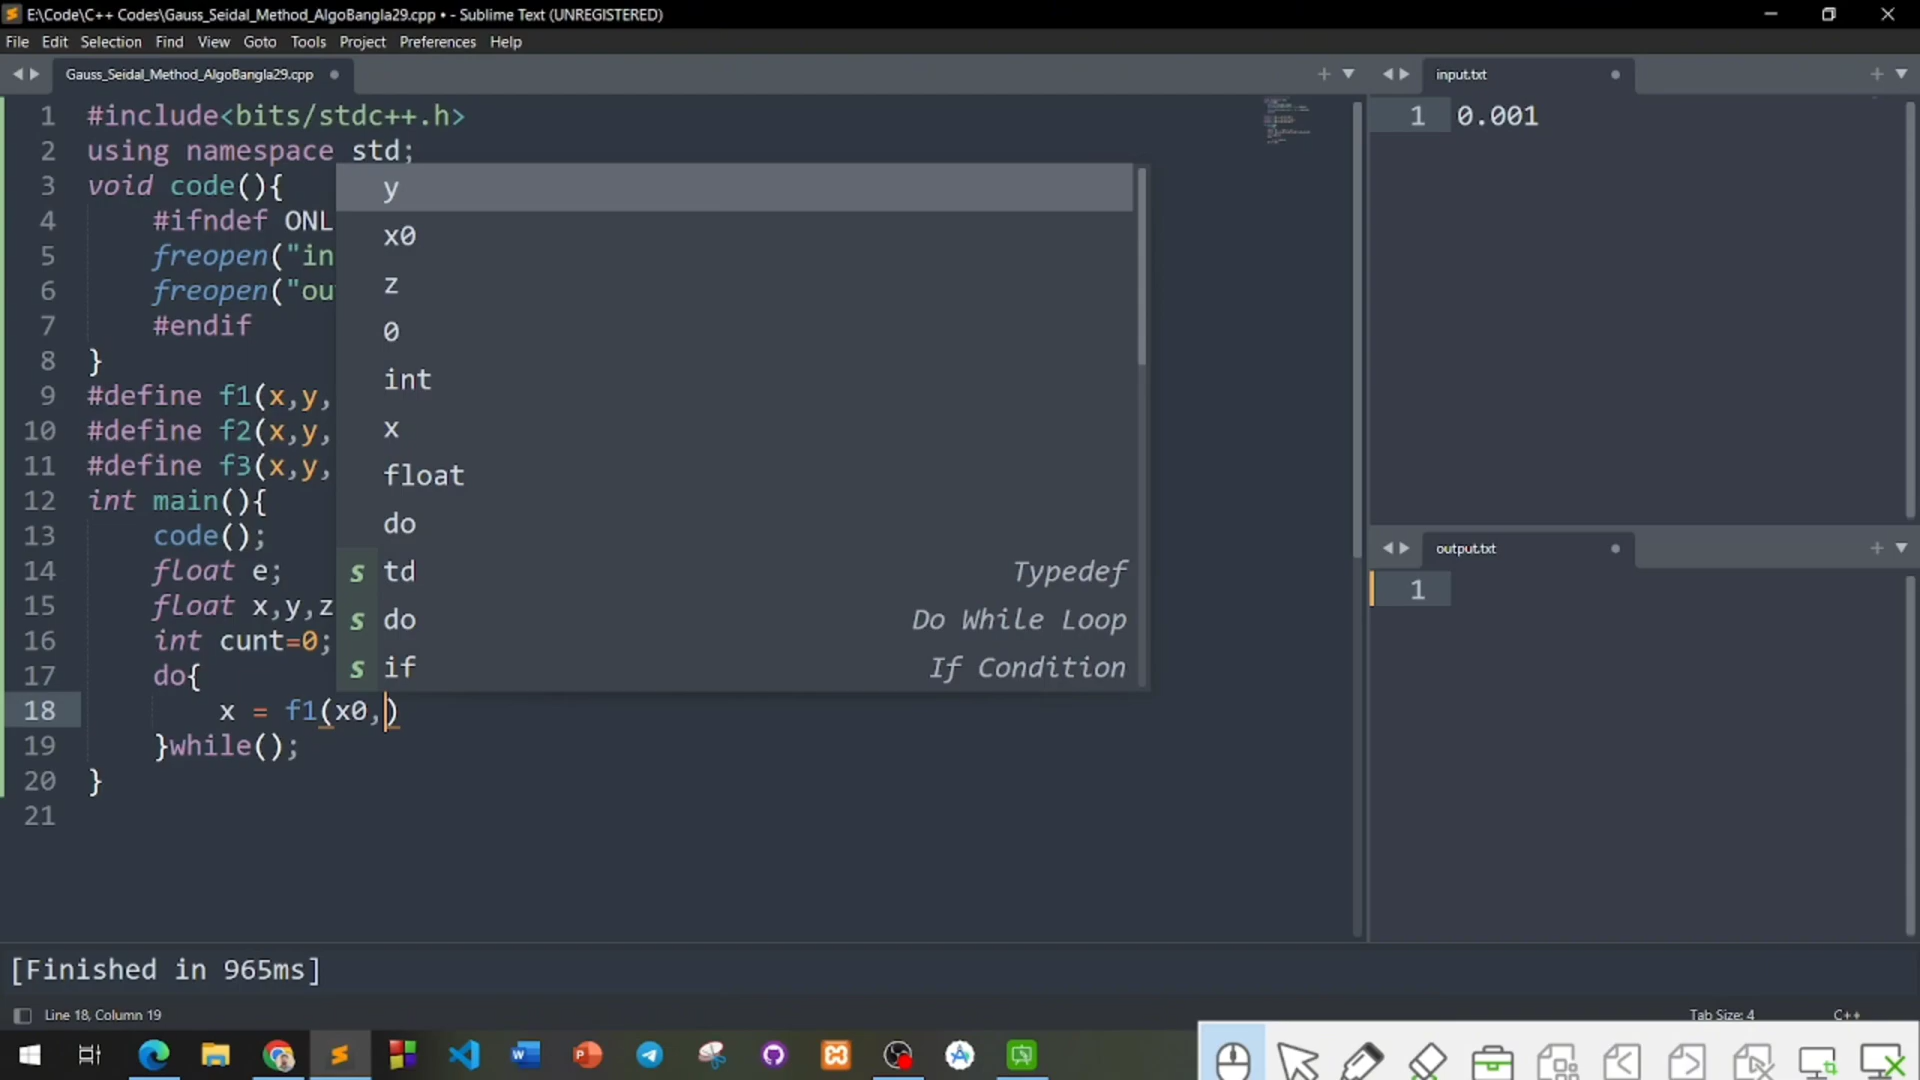 E:\Code\C++ Codes\Gauss_Seidal_Method_AlgoBangla29.cpp • - Sublime Text (UNREGISTERED)
File Edit Selection Find View Goto Tools Project Preferences Help
Gauss_Seidal_Method_AlgoBangla29.cpp
1 #include<bits/stdc++.h>
2 using namespace std;
3 void code(){
4 #ifndef ONL
5 freopen("in
6 freopen("ou
7 #endif
8 }
9 #define f1(x,y,
10 #define f2(x,y,
11 #define f3(x,y,
12 int main(){
13 code();
14 float e;
15 float x,y,z
16 int cunt=0;
17 do{
18 x = f1(x0,)
19 }while();
20 }
21
y
x0
z
0
int
x
float
do
s td Typedef
s do Do While Loop
s if If Condition
input.txt
1 0.001
output.txt
1
[Finished in 965ms]
Line 18, Column 19
Tab Size: 4
C++